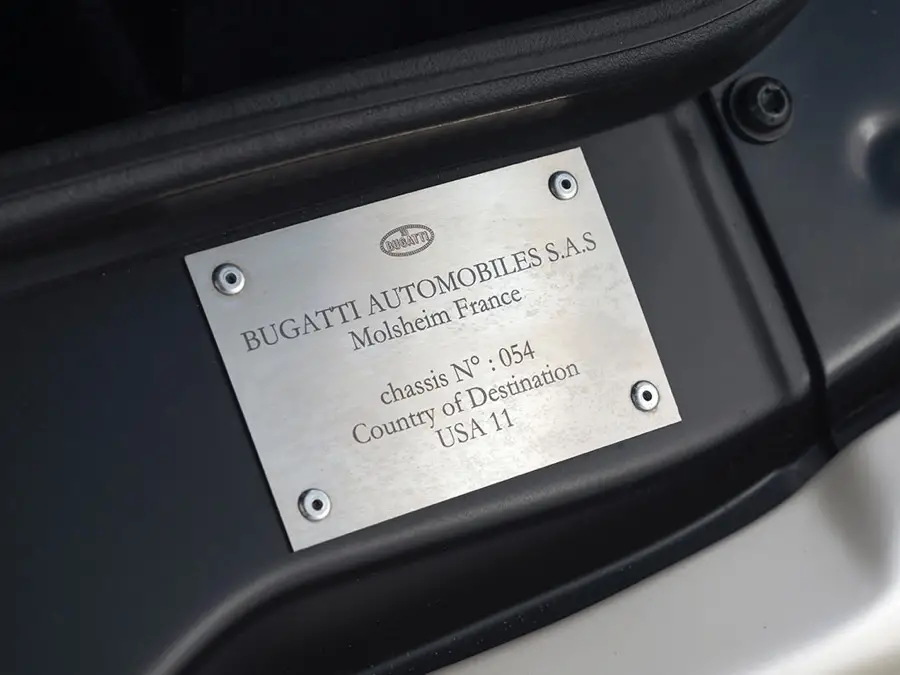 BUGATTI
BUGATTI AUTOMOBILES S.A.S
Molsheim France
chassis N° : 054
Country of Destination
USA 11